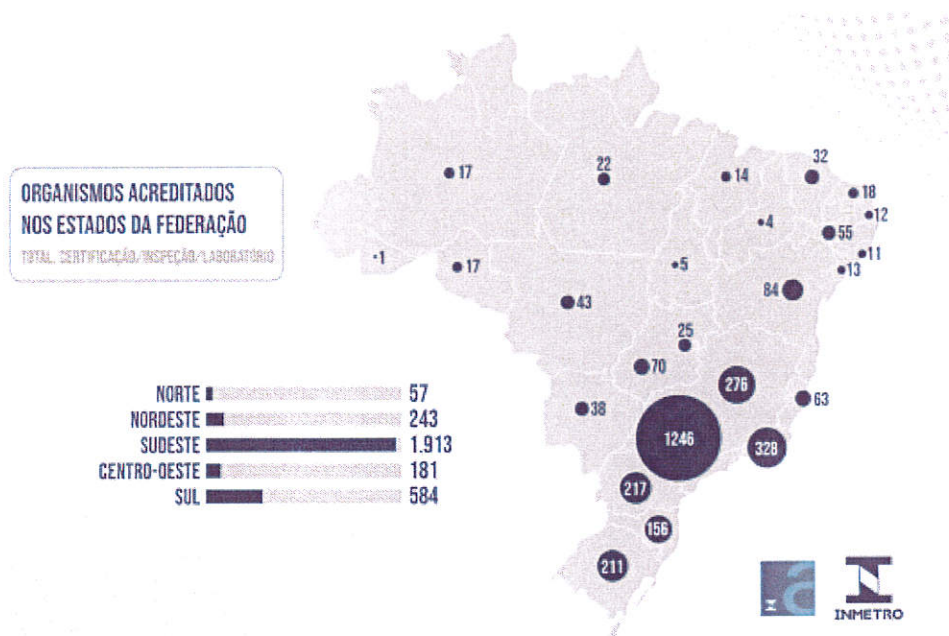 ORGANISMOS ACREDITADOS
NOS ESTADOS DA FEDERAÇÃO
TOTAL CERTIFICAÇÃO/INSPEÇÃO/LABORATÓRIO
17
22
14
32
18
12
4
55
11
1
17
5
13
84
43
25
70
276
63
38
1246
328
217
156
211
NORTE 57
NORDESTE 243
SUDESTE 1.913
CENTRO-OESTE 181
SUL 584
INMETRO